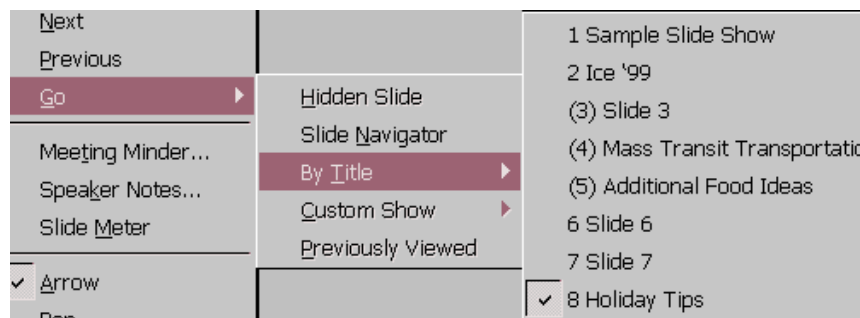 Next
Previous
Go
Meeting Minder...
Speaker Notes...
Slide Meter
Arrow
Hidden Slide
Slide Navigator
By Title
Custom Show
Previously Viewed
1 Sample Slide Show
2 Ice '99
(3) Slide 3
(4) Mass Transit Transportatio
(5) Additional Food Ideas
6 Slide 6
7 Slide 7
8 Holiday Tips